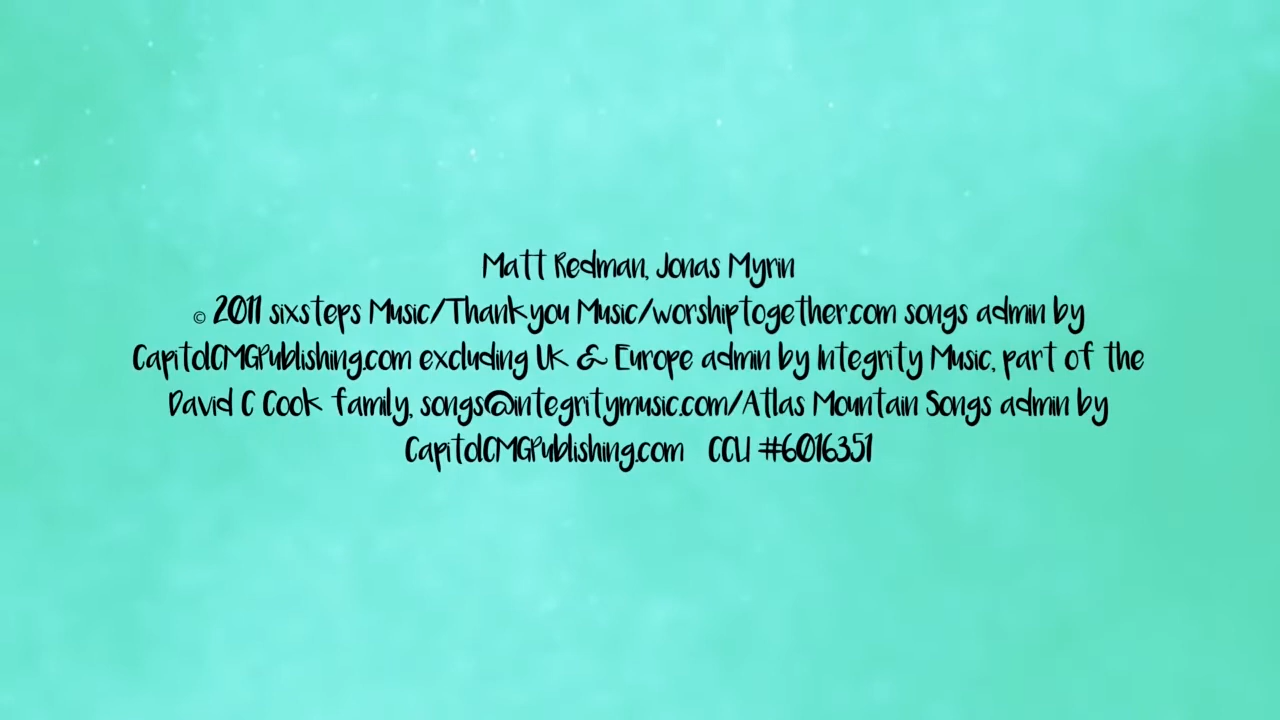 Matt Redman, Jonas Myrin
© 2011 sixsteps Music/Thankyou Music/worshiptogether.com songs admin by
CapitolCMGPublishing.com excluding UK & Europe admin by Integrity Music, part of the
David C Cook family, songs@integritymusic.com/Atlas Mountain Songs admin by
CapitolCMGPublishing.com CCLI #6016351